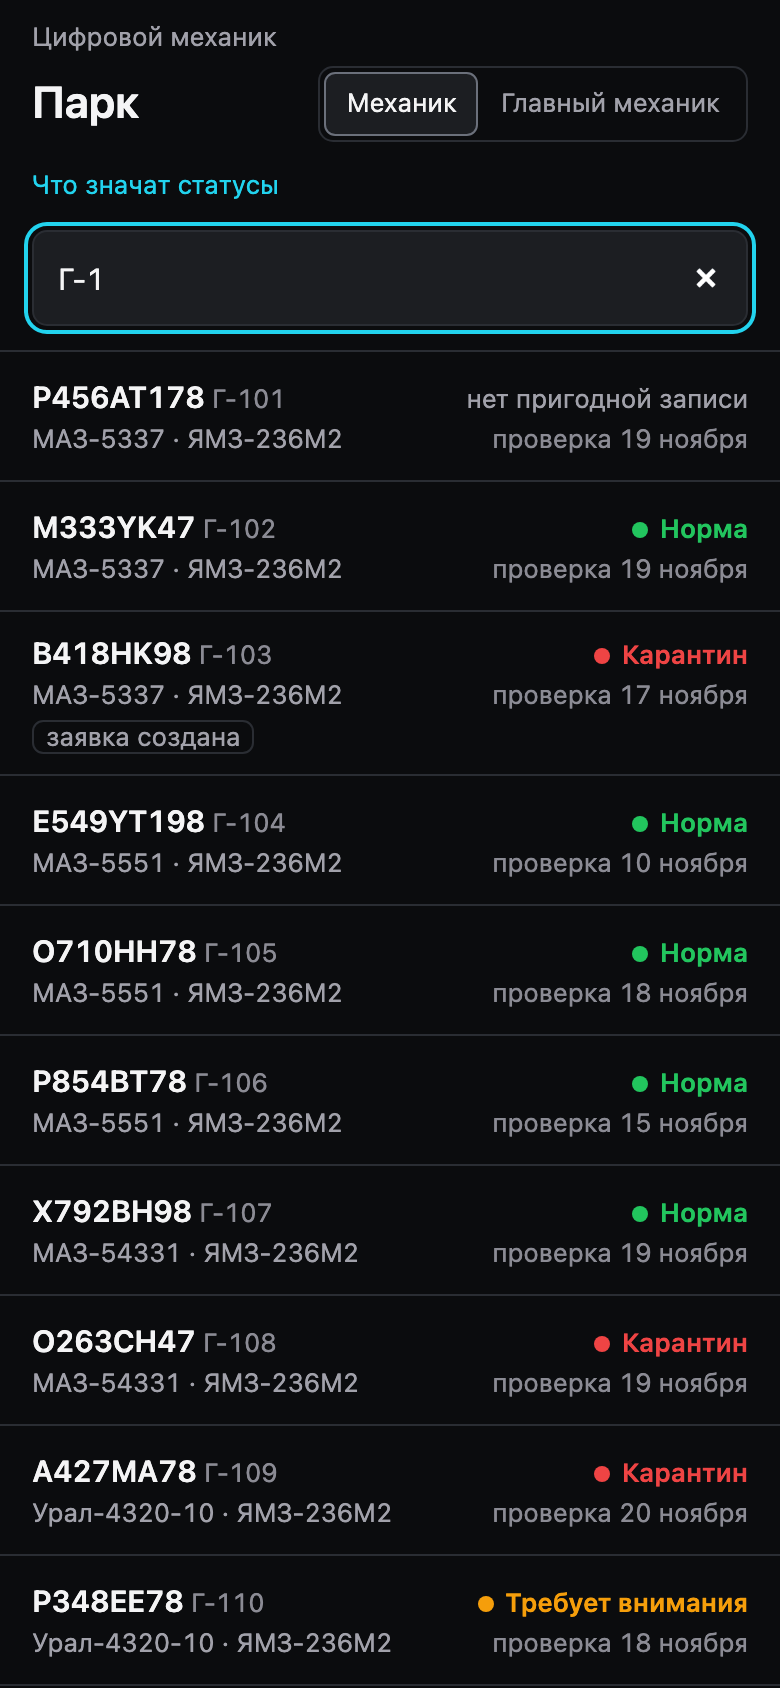 Цифровой механик
Парк
Механик Главный механик
Что значат статусы
Г-1 ×
Р456АТ178 Г-101 нет пригодной записи
МАЗ-5337 · ЯМЗ-236М2 проверка 19 ноября
М333УК47 Г-102 Норма
МАЗ-5337 · ЯМЗ-236М2 проверка 19 ноября
В418НК98 Г-103 Карантин
МАЗ-5337 · ЯМЗ-236М2 проверка 17 ноября
заявка создана
Е549УТ198 Г-104 Норма
МАЗ-5551 · ЯМЗ-236М2 проверка 10 ноября
О710НН78 Г-105 Норма
МАЗ-5551 · ЯМЗ-236М2 проверка 18 ноября
Р854ВТ78 Г-106 Норма
МАЗ-5551 · ЯМЗ-236М2 проверка 15 ноября
Х792ВН98 Г-107 Норма
МАЗ-54331 · ЯМЗ-236М2 проверка 19 ноября
О263СН47 Г-108 Карантин
МАЗ-54331 · ЯМЗ-236М2 проверка 19 ноября
А427МА78 Г-109 Карантин
Урал-4320-10 · ЯМЗ-236М2 проверка 20 ноября
Р348ЕЕ78 Г-110 Требует внимания
Урал-4320-10 · ЯМЗ-236М2 проверка 18 ноября